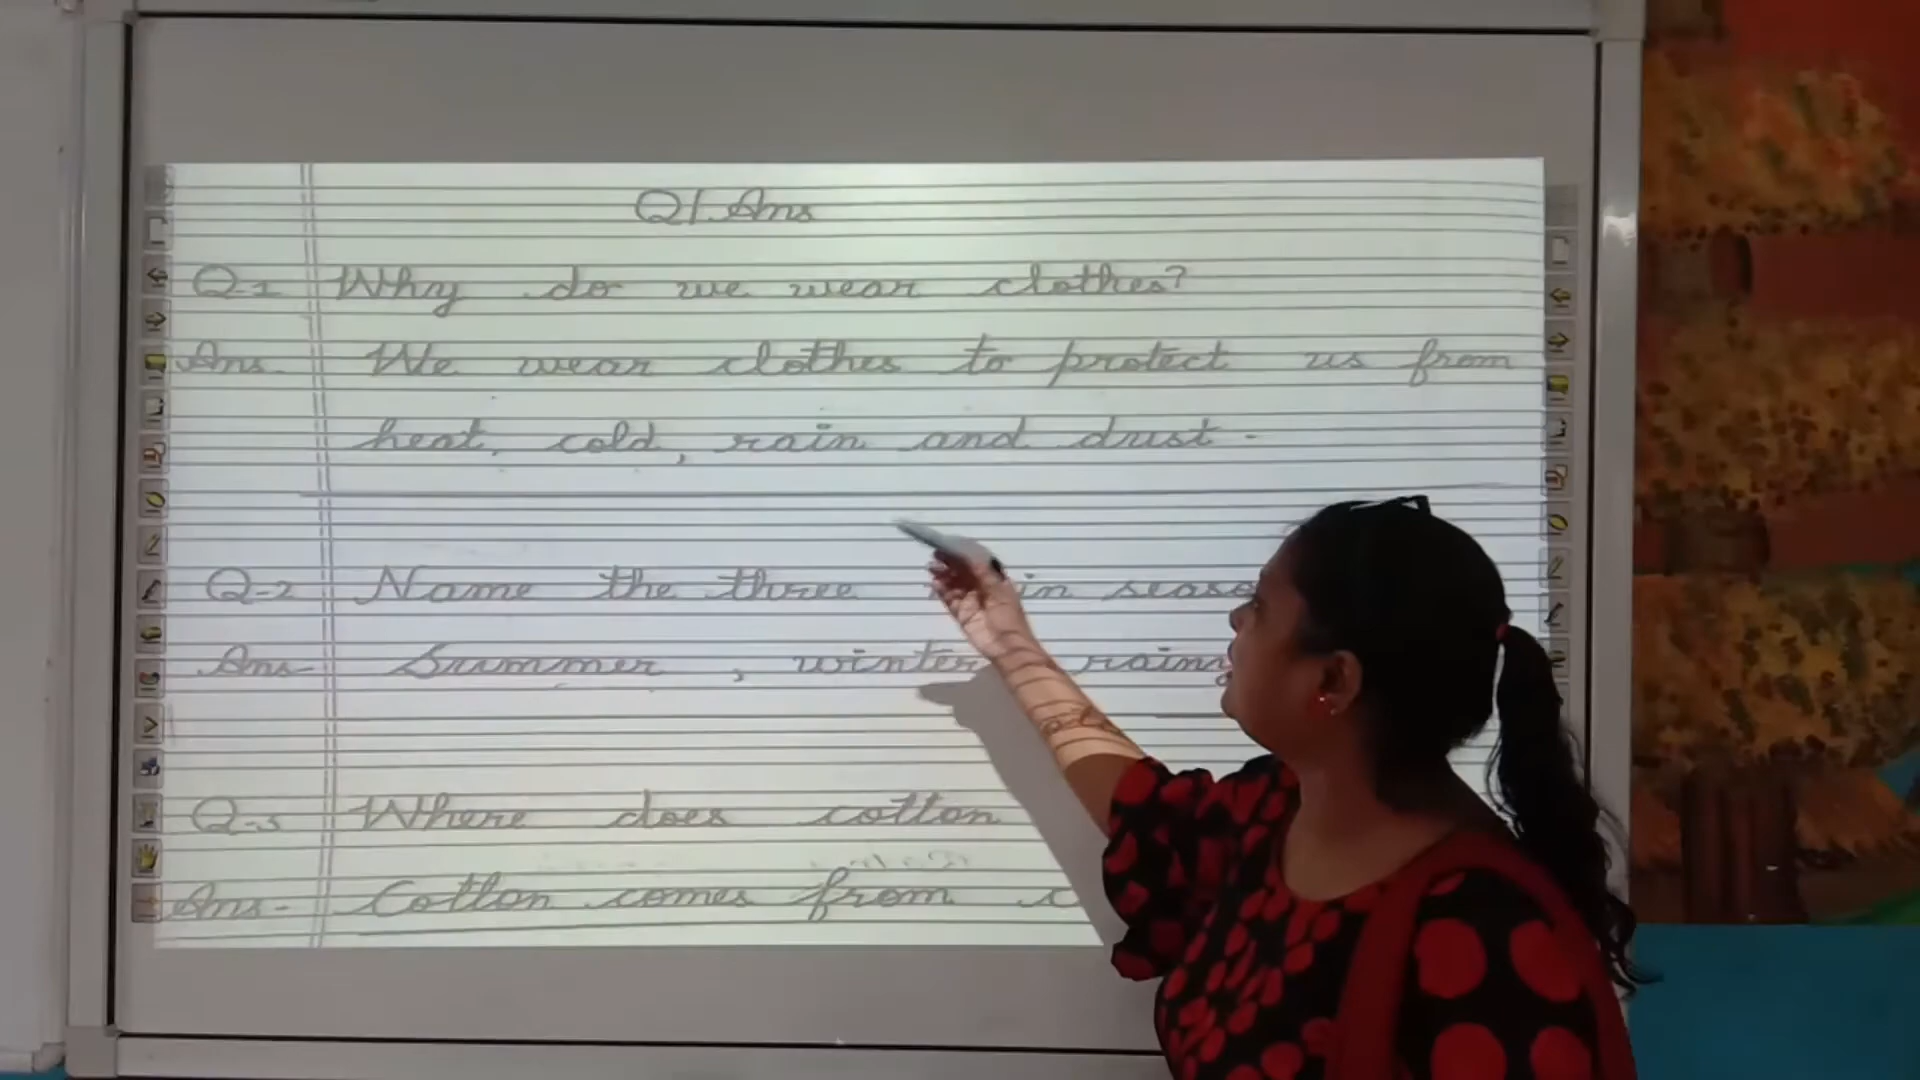 Q1. Ans
Q-1 Why do we wear clothes?
Ans. We wear clothes to protect us from
heat, cold, rain and dust.
Q-2 Name the three
Ans- Summer, winter rainy
Q-3 Where does cotton
Ans- Cotton comes from